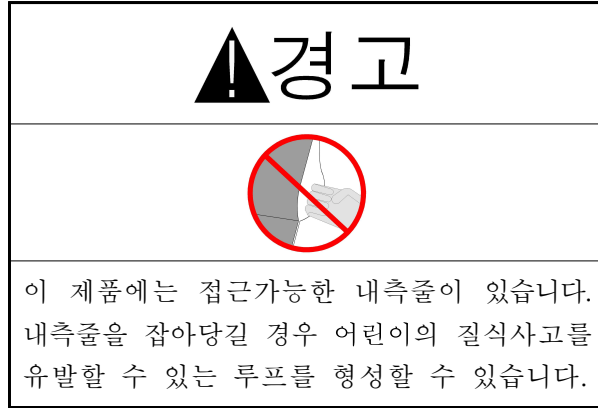 경고
이 제품에는 접근가능한 내측줄이 있습니다.
내측줄을 잡아당길 경우 어린이의 질식사고를
유발할 수 있는 루프를 형성할 수 있습니다.